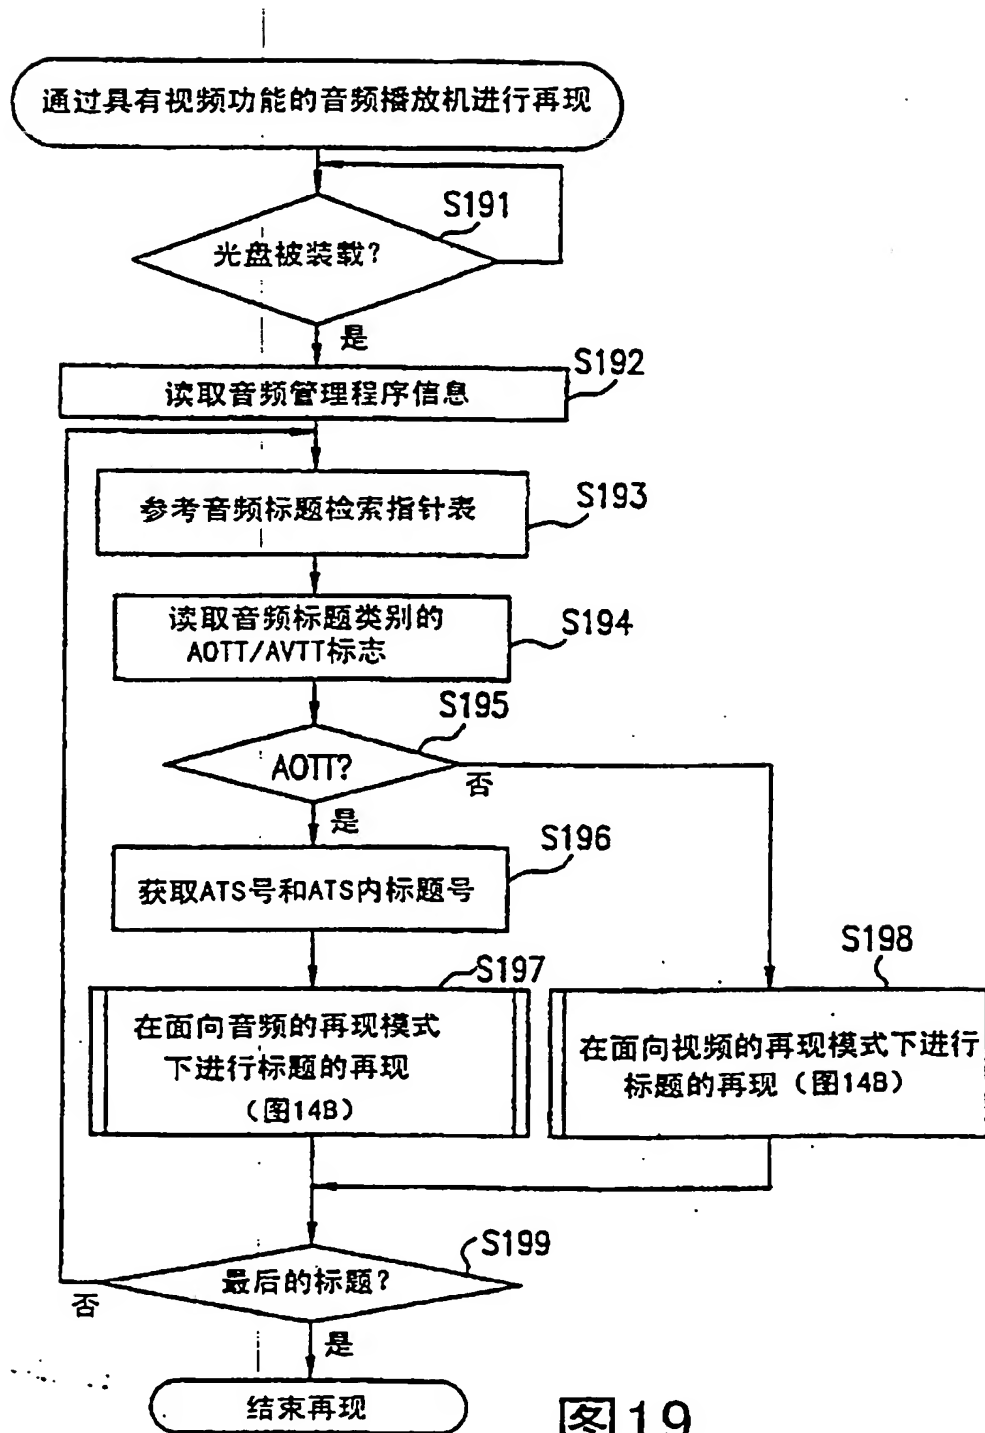 通过具有视频功能的音频播放机进行再现
S191
光盘被装载?
是
S192
读取音频管理程序信息
S193
参考音频标题检索指针表
S194
读取音频标题类别的
AOTT/AVTT标志
S195
AOTT?
否
是
S196
获取ATS号和ATS内标题号
S197
在面向音频的再现模式
下进行标题的再现
(图14B)
S198
在面向视频的再现模式下进行
标题的再现(图14B)
S199
最后的标题?
否
是
结束再现
图19